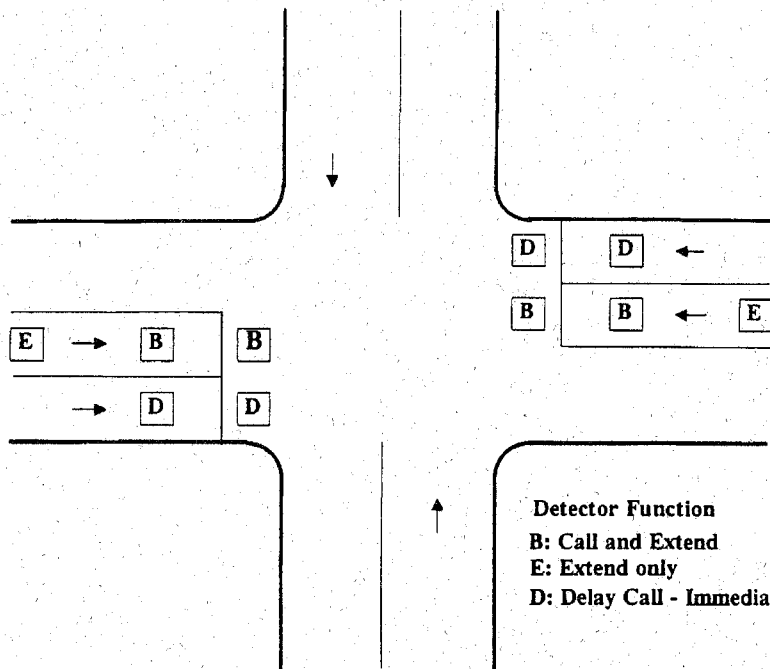 D D
B B E
E B B
D D
Detector Function
B: Call and Extend
E: Extend only
D: Delay Call - Immedia